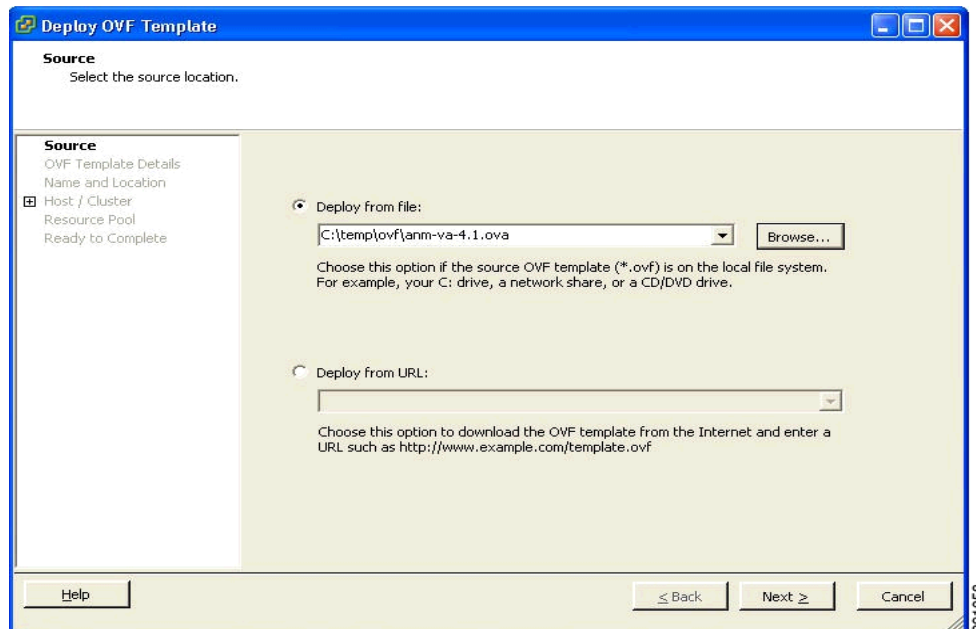 Deploy OVF Template
Source
Select the source location.
Source
OVF Template Details
Name and Location
Host / Cluster
Resource Pool
Ready to Complete
Deploy from file:
C:\temp\ovf\anm-va-4.1.ova
Browse...
Choose this option if the source OVF template (*.ovf) is on the local file system.
For example, your C: drive, a network share, or a CD/DVD drive.
Deploy from URL:
Choose this option to download the OVF template from the Internet and enter a
URL such as http://www.example.com/template.ovf
Help
≤ Back
Next ≥
Cancel